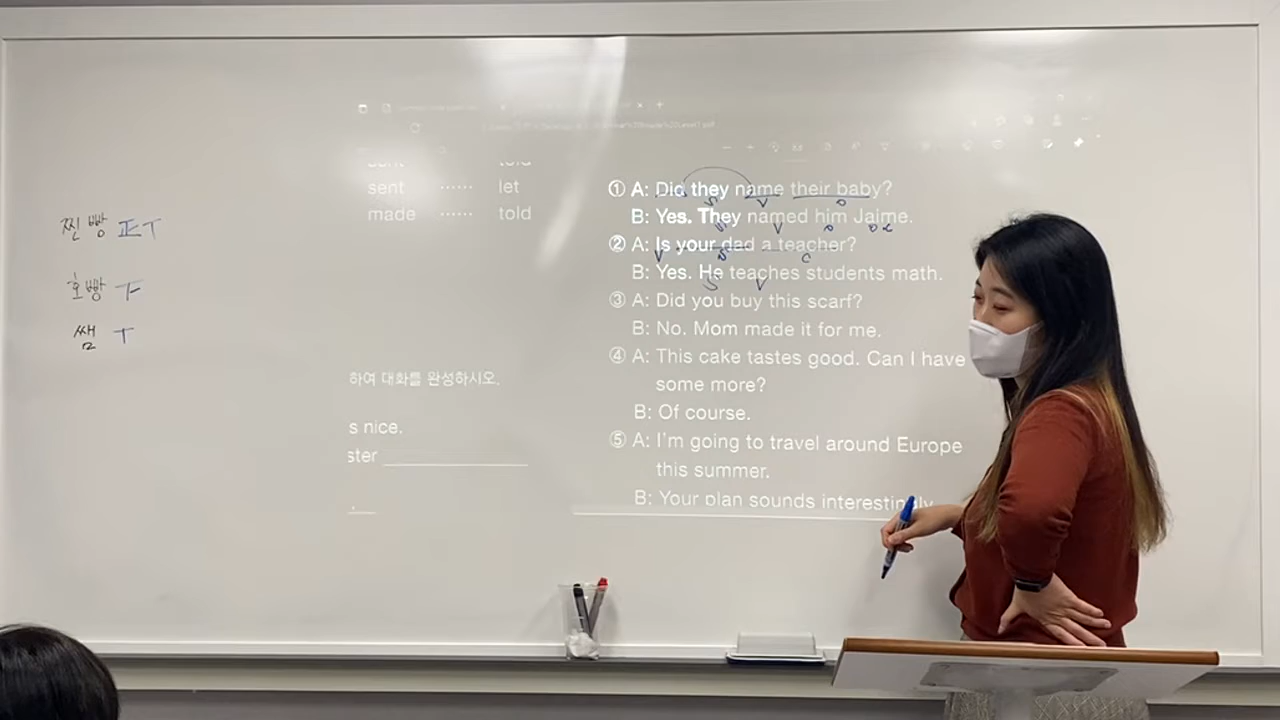 찐빵 正丅
호빵 下
쌤 丅
sent ...... let
made ...... told
하여 대화를 완성하시오.
s nice.
ster
① A: Did they name their baby?
S V O
B: Yes. They named him Jaime.
V O O.C
② A: Is your dad a teacher?
V S C
B: Yes. He teaches students math.
S V
③ A: Did you buy this scarf?
B: No. Mom made it for me.
④ A: This cake tastes good. Can I have
some more?
B: Of course.
⑤ A: I'm going to travel around Europe
this summer.
B: Your plan sounds interestingly